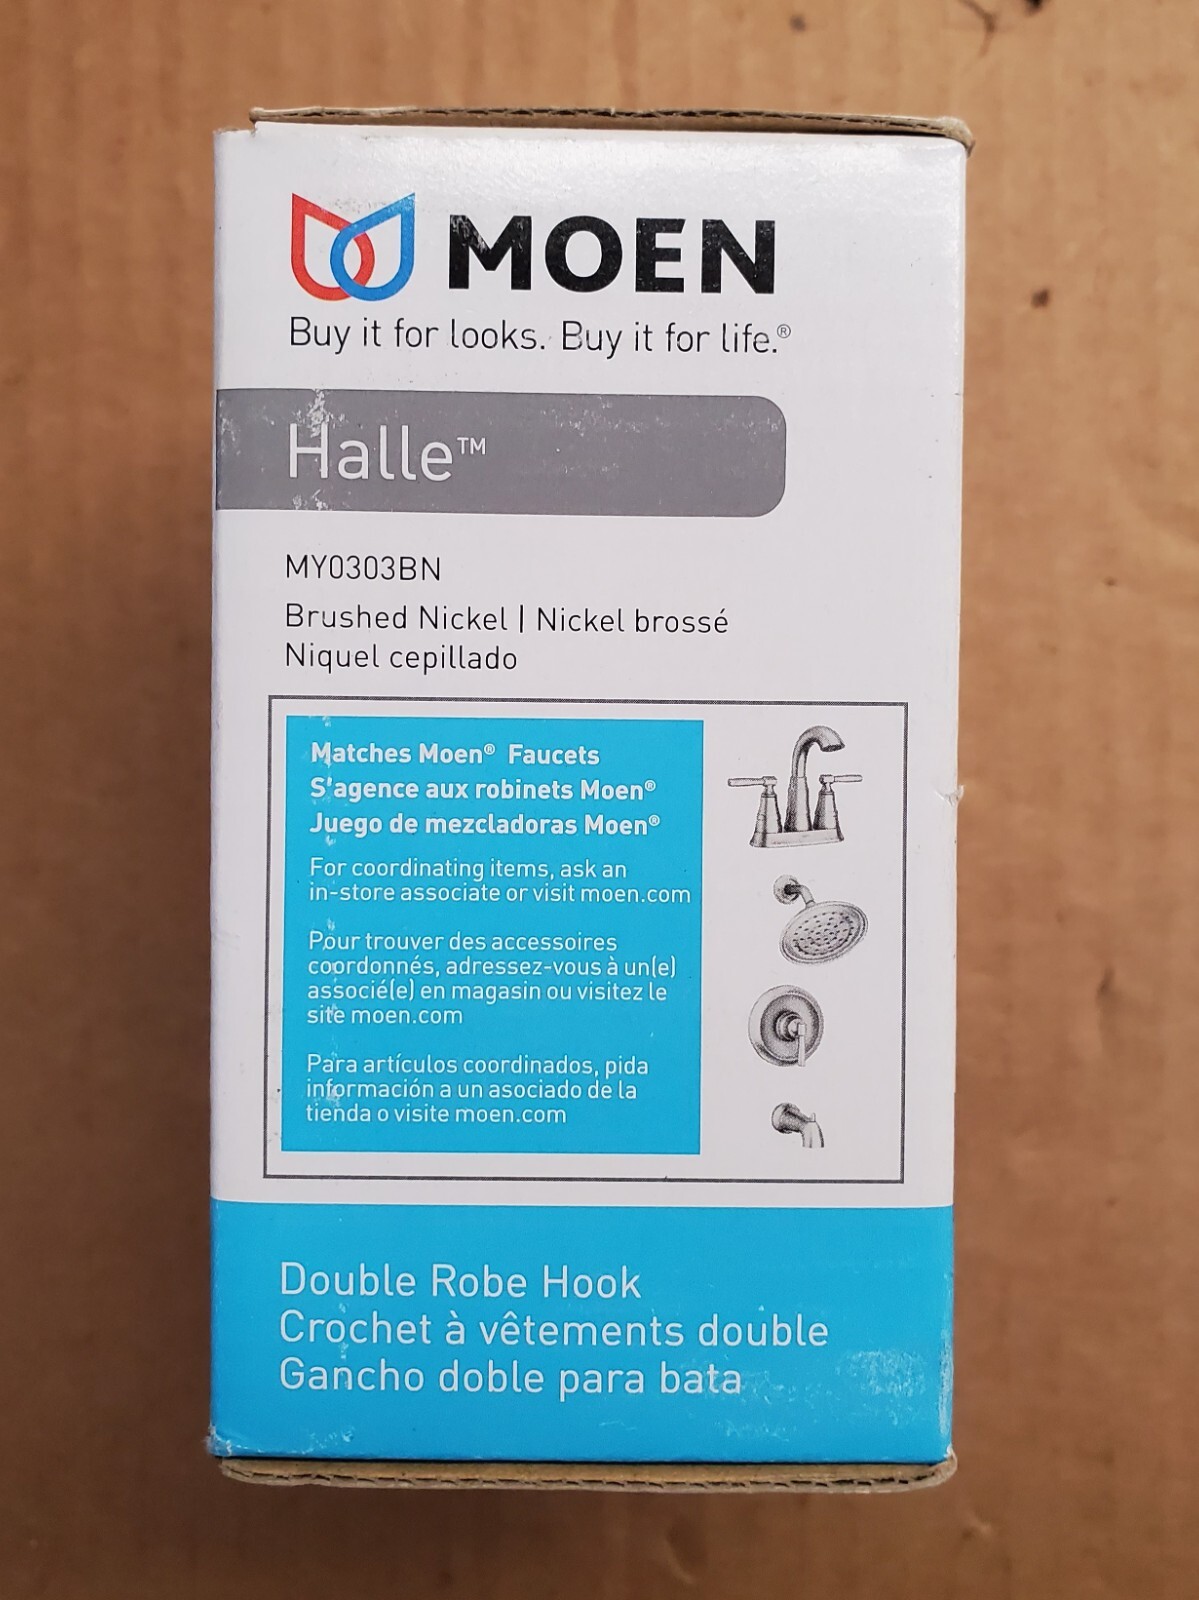 MOEN
Buy it for looks. Buy it for life.®
Halle™
MY0303BN
Brushed Nickel | Nickel brossé
Niquel cepillado
Matches Moen® Faucets
S'agence aux robinets Moen®
Juego de mezcladoras Moen®
For coordinating items, ask an
in-store associate or visit moen.com
Pour trouver des accessoires
coordonnés, adressez-vous à un(e)
associé(e) en magasin ou visitez le
site moen.com
Para artículos coordinados, pida
información a un asociado de la
tienda o visite moen.com
Double Robe Hook
Crochet à vêtements double
Gancho doble para bata